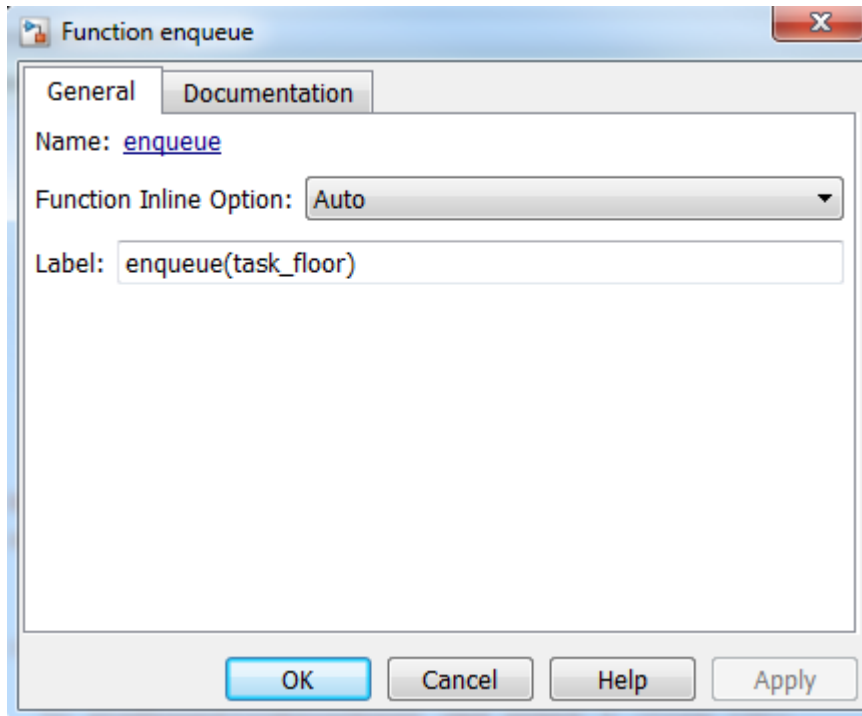 Function enqueue
General Documentation
Name: enqueue
Function Inline Option: Auto
Label: enqueue(task_floor)
OK Cancel Help Apply